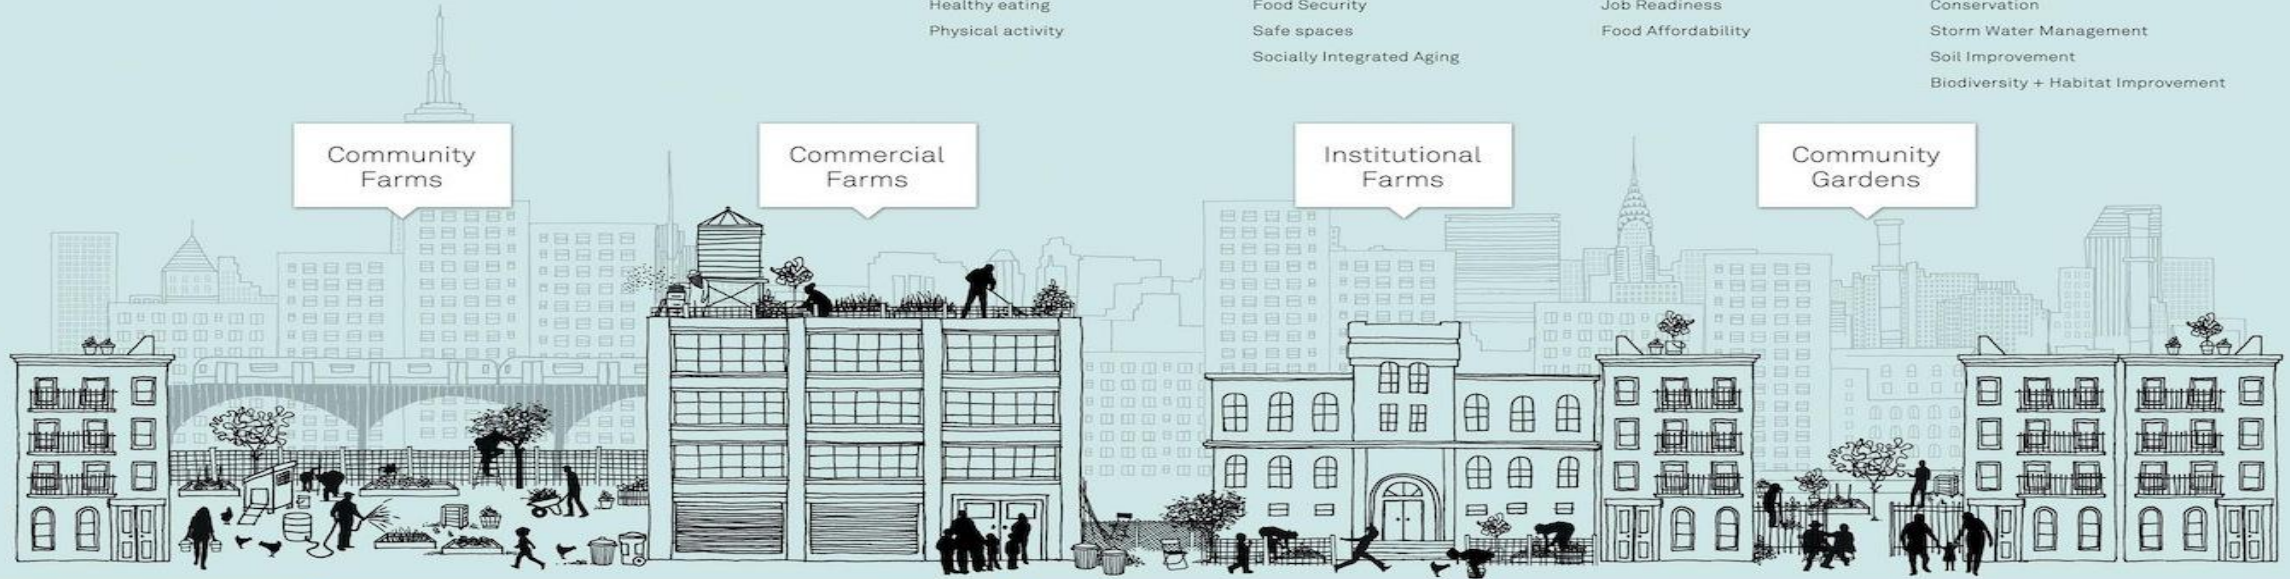 Healthy eating
Physical activity
Food Security
Safe spaces
Socially Integrated Aging
Job Readiness
Food Affordability
Conservation
Storm Water Management
Soil Improvement
Biodiversity + Habitat Improvement
Community
Farms
Commercial
Farms
Institutional
Farms
Community
Gardens